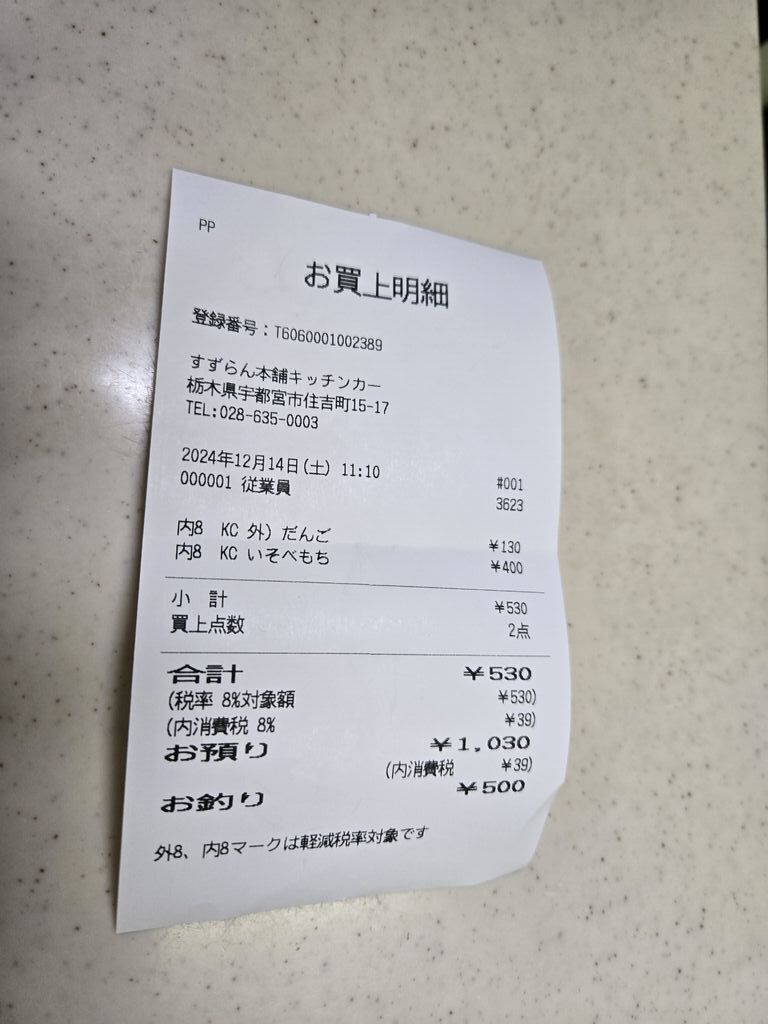 PP
お買上明細
登録番号：T6060001002389
すずらん本舗キッチンカー
栃木県宇都宮市住吉町15-17
TEL:028-635-0003
2024年12月14日(土) 11:10 #001
000001 従業員 3623
内8 KC 外）だんご ¥130
内8 KC いそべもち ¥400
小 計 ¥530
買上点数 2点
合計 ¥530
(税率 8%対象額 ¥530)
(内消費税 8% ¥39)
お預り ¥1,030
(内消費税 ¥39)
お釣り ¥500
外8、内8マークは軽減税率対象です